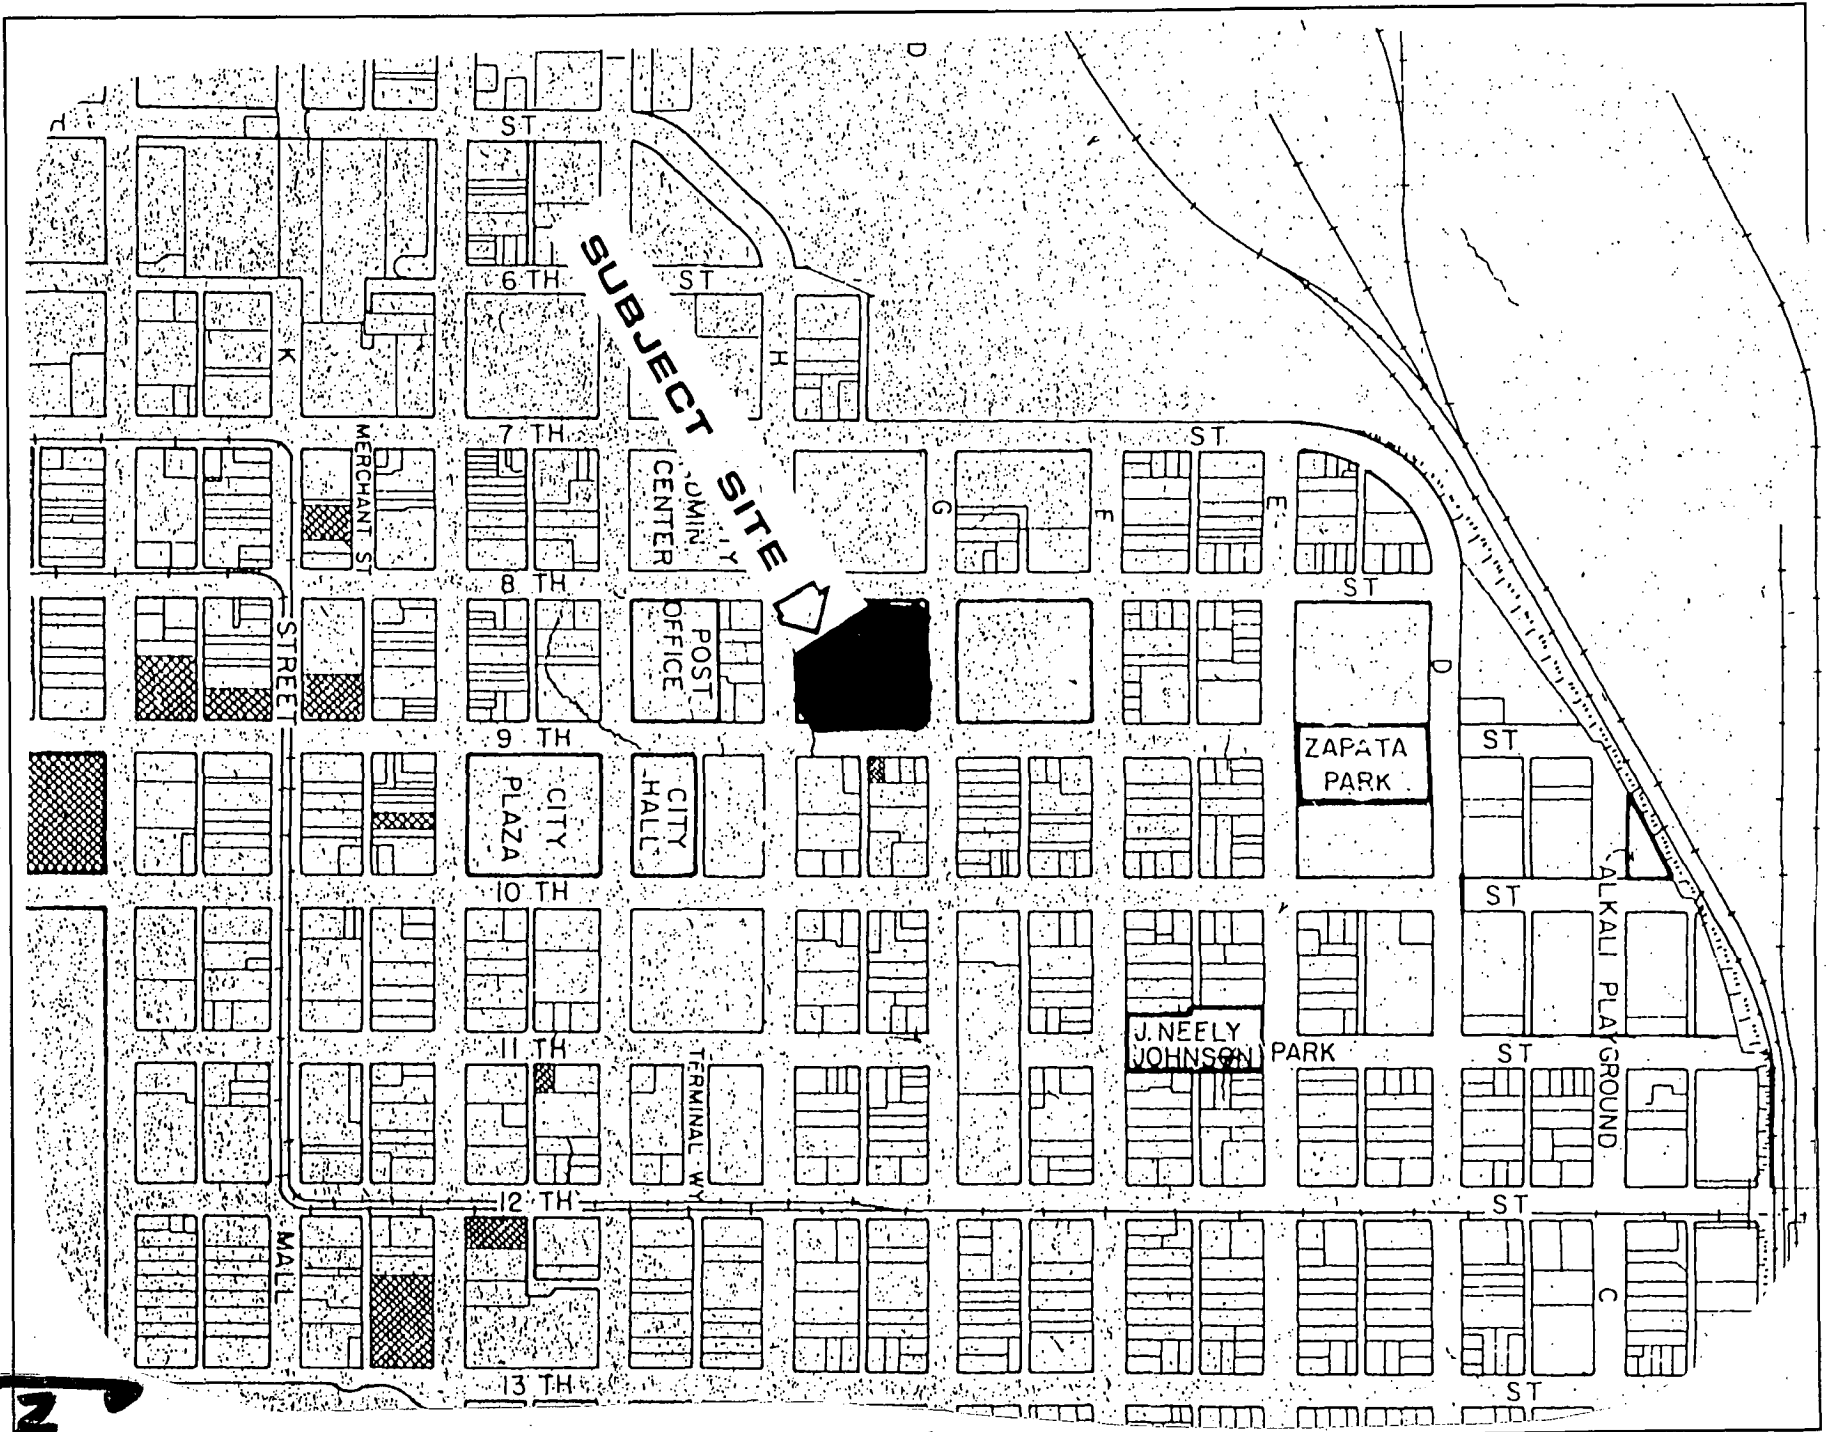 D
ST
6 TH
ST
SUBJECT SITE
K
H
7 TH
ST
MERCHANT ST
CENTER
G
F
E
8 TH
ST
STREET
POST
OFFICE
D
9 TH
ST
ZAPATA
PARK
CITY
PLAZA
CITY
HALL
10 TH
ST
ALKALI PLAYGROUND
11 TH
J. NEELY
JOHNSON PARK
ST
TERMINAL WY
12 TH
ST
MALL
C
13 TH
ST
N